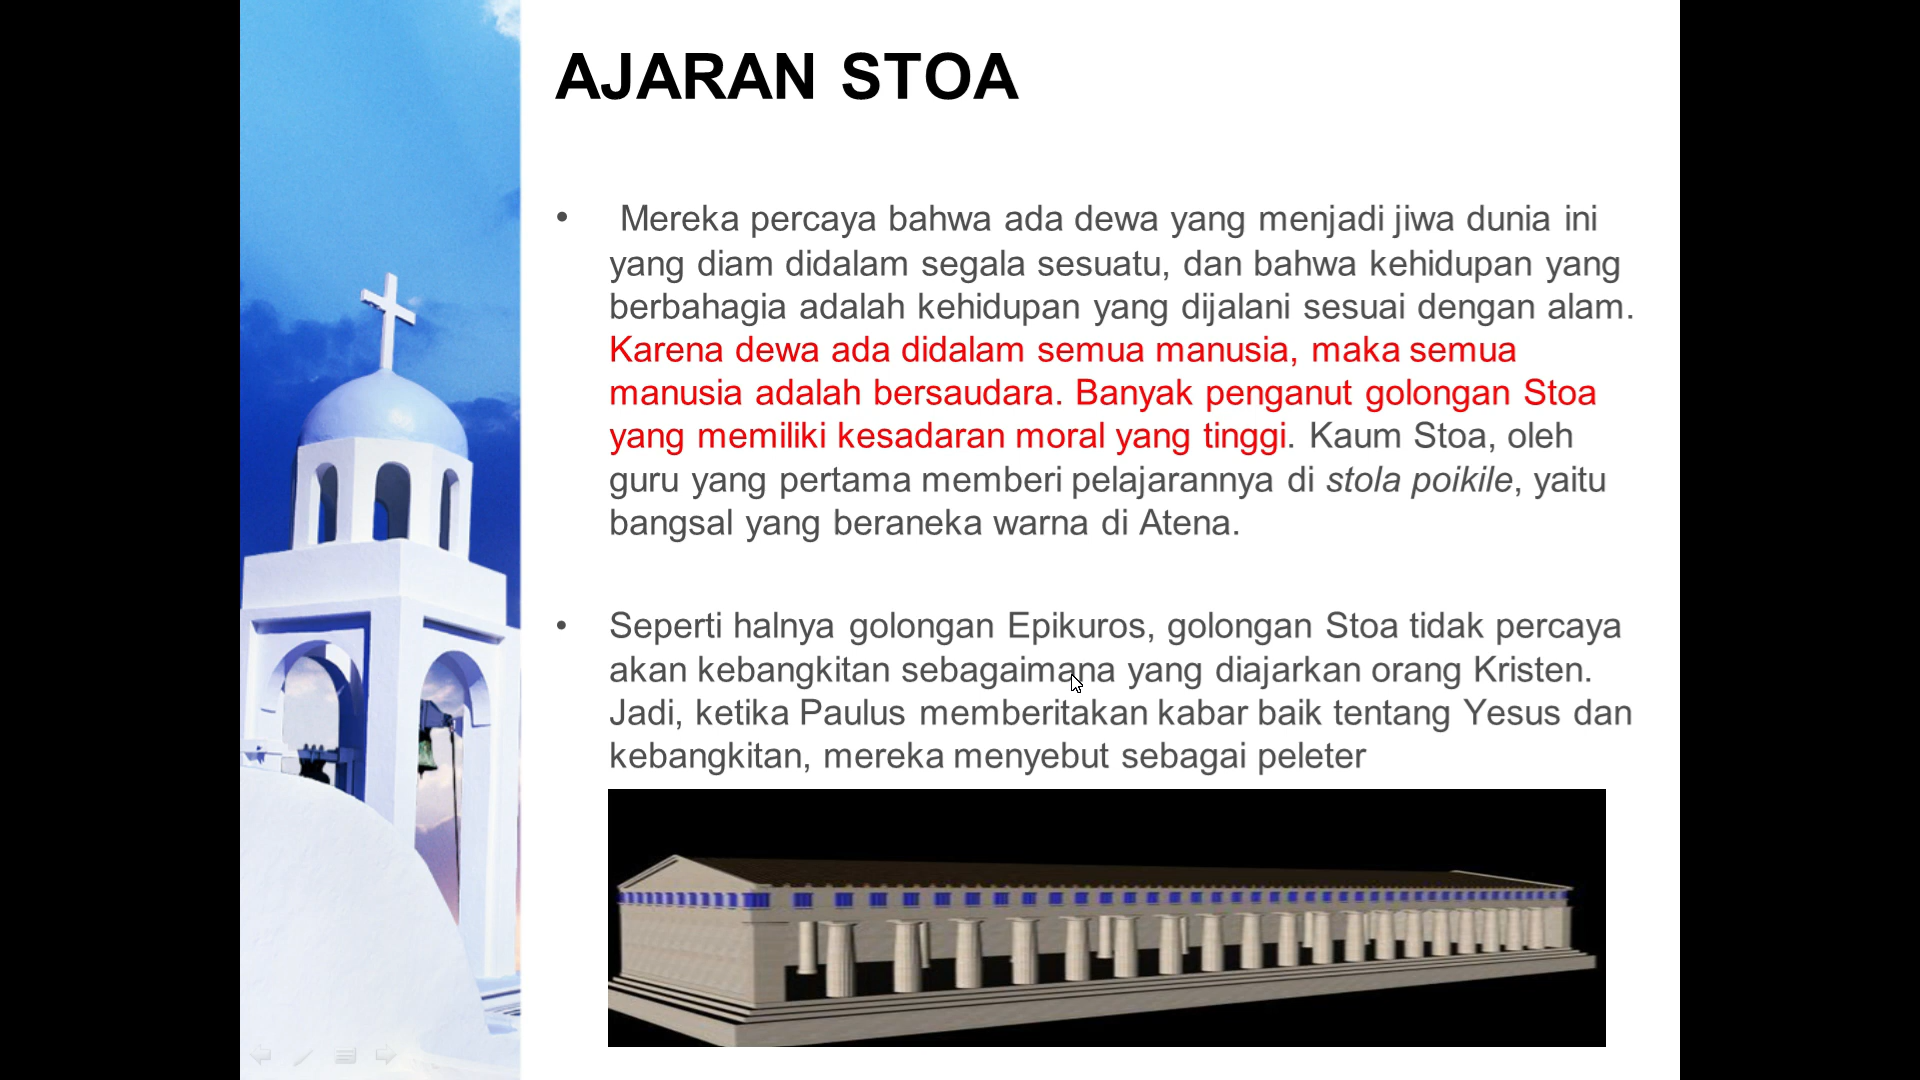 AJARAN STOA
• Mereka percaya bahwa ada dewa yang menjadi jiwa dunia ini
yang diam didalam segala sesuatu, dan bahwa kehidupan yang
berbahagia adalah kehidupan yang dijalani sesuai dengan alam.
Karena dewa ada didalam semua manusia, maka semua
manusia adalah bersaudara. Banyak penganut golongan Stoa
yang memiliki kesadaran moral yang tinggi. Kaum Stoa, oleh
guru yang pertama memberi pelajarannya di stola poikile, yaitu
bangsal yang beraneka warna di Atena.
• Seperti halnya golongan Epikuros, golongan Stoa tidak percaya
akan kebangkitan sebagaimana yang diajarkan orang Kristen.
Jadi, ketika Paulus memberitakan kabar baik tentang Yesus dan
kebangkitan, mereka menyebut sebagai peleter